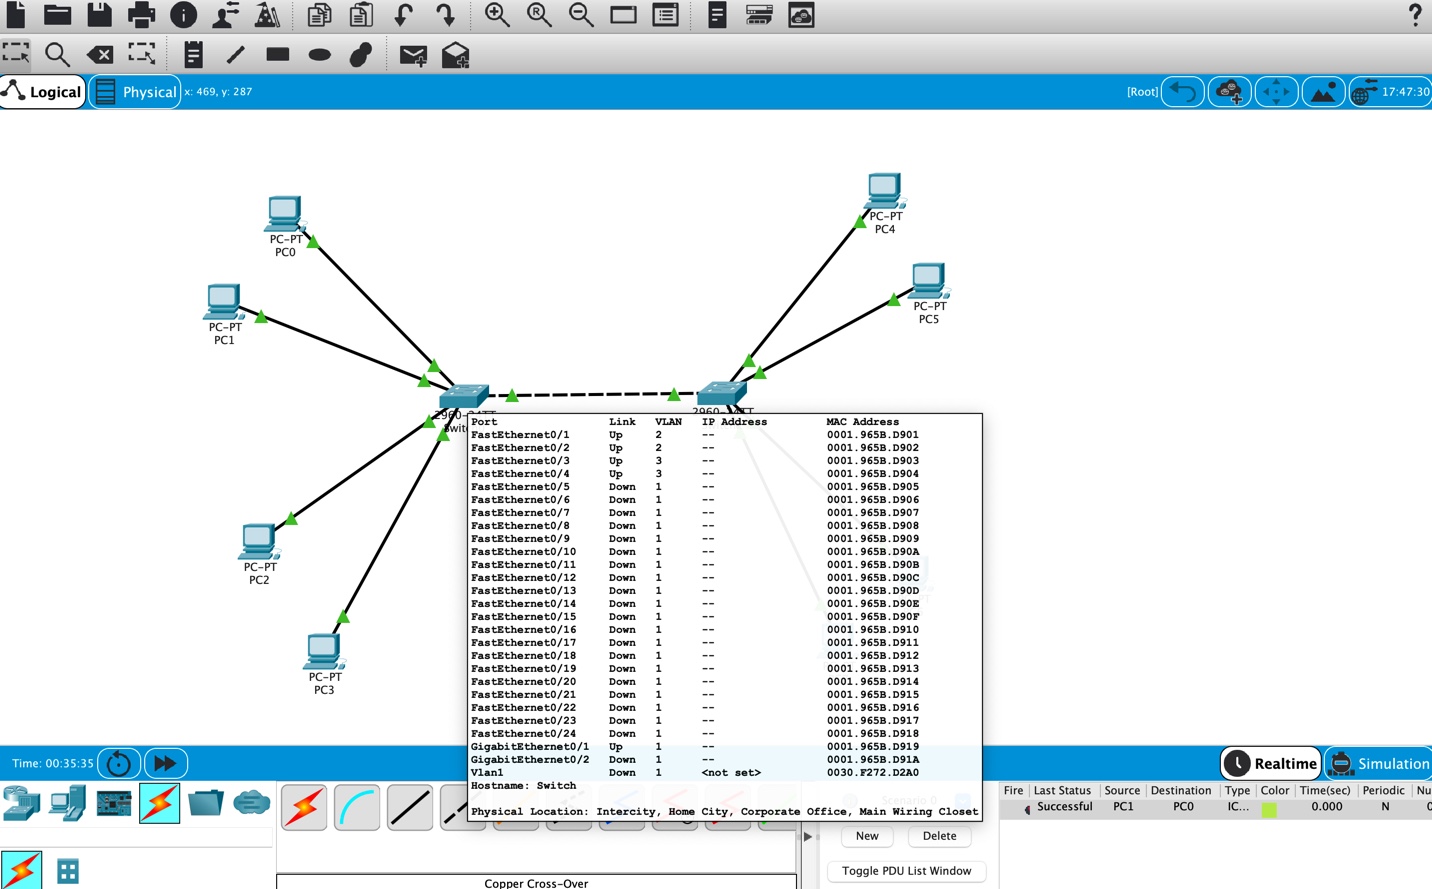 Logical
Physical x: 469, y: 287
[Root]
17:47:30
PC-PT
PC0
PC-PT
PC1
PC-PT
PC4
PC-PT
PC5
PC-PT
PC2
PC-PT
PC3
Port Link VLAN IP Address MAC Address
FastEthernet0/1 Up 2 -- 0001.965B.D901
FastEthernet0/2 Up 2 -- 0001.965B.D902
FastEthernet0/3 Up 3 -- 0001.965B.D903
FastEthernet0/4 Up 3 -- 0001.965B.D904
FastEthernet0/5 Down 1 -- 0001.965B.D905
FastEthernet0/6 Down 1 -- 0001.965B.D906
FastEthernet0/7 Down 1 -- 0001.965B.D907
FastEthernet0/8 Down 1 -- 0001.965B.D908
FastEthernet0/9 Down 1 -- 0001.965B.D909
FastEthernet0/10 Down 1 -- 0001.965B.D90A
FastEthernet0/11 Down 1 -- 0001.965B.D90B
FastEthernet0/12 Down 1 -- 0001.965B.D90C
FastEthernet0/13 Down 1 -- 0001.965B.D90D
FastEthernet0/14 Down 1 -- 0001.965B.D90E
FastEthernet0/15 Down 1 -- 0001.965B.D90F
FastEthernet0/16 Down 1 -- 0001.965B.D910
FastEthernet0/17 Down 1 -- 0001.965B.D911
FastEthernet0/18 Down 1 -- 0001.965B.D912
FastEthernet0/19 Down 1 -- 0001.965B.D913
FastEthernet0/20 Down 1 -- 0001.965B.D914
FastEthernet0/21 Down 1 -- 0001.965B.D915
FastEthernet0/22 Down 1 -- 0001.965B.D916
FastEthernet0/23 Down 1 -- 0001.965B.D917
FastEthernet0/24 Down 1 -- 0001.965B.D918
GigabitEthernet0/1 Up 1 -- 0001.965B.D919
GigabitEthernet0/2 Down 1 -- 0001.965B.D91A
Vlan1 Down 1 <not set> 0030.F272.D2A0
Hostname: Switch
Physical Location: Intercity, Home City, Corporate Office, Main Wiring Closet
Time: 00:35:35
Realtime
Simulation
Fire Last Status Source Destination Type Color Time(sec) Periodic Nu
Successful PC1 PC0 IC... 0.000 N 0
New
Delete
Toggle PDU List Window
Copper Cross-Over